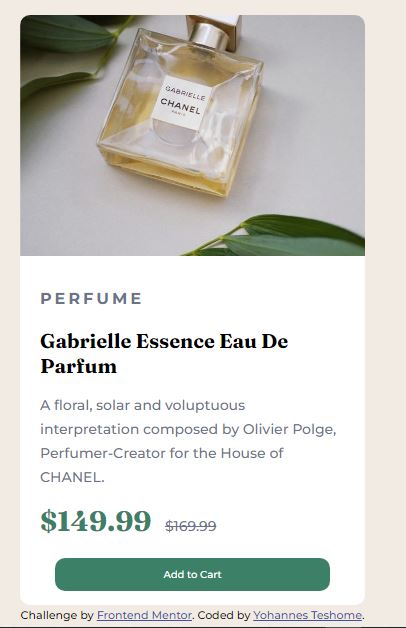 GABRIELLE
CHANEL
PARIS
PERFUME
Gabrielle Essence Eau De
Parfum
A floral, solar and voluptuous
interpretation composed by Olivier Polge,
Perfumer-Creator for the House of
CHANEL.
$149.99 $169.99
Add to Cart
Challenge by Frontend Mentor. Coded by Yohannes Teshome.